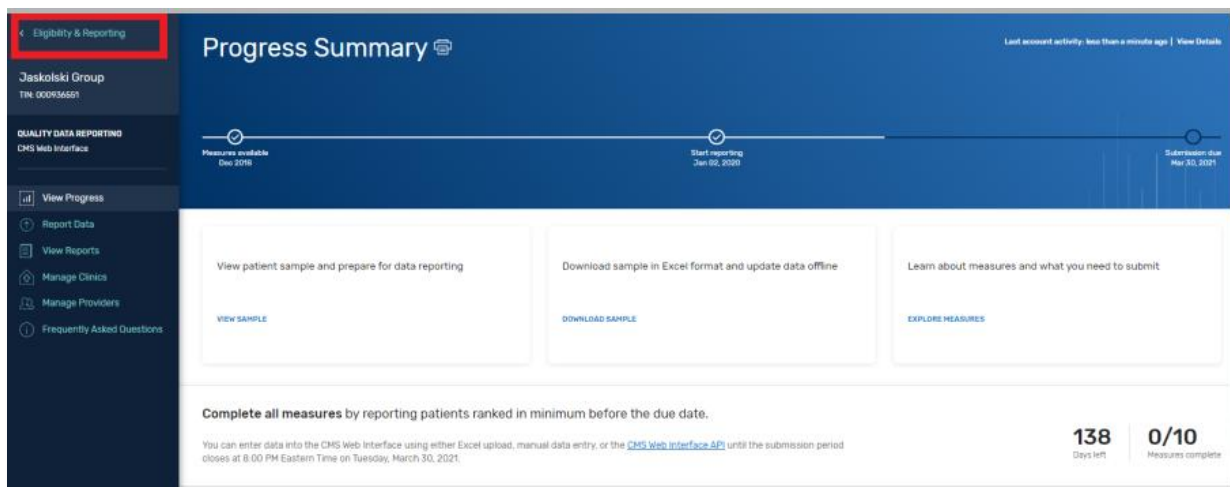 Eligibility & Reporting
Jaskolski Group
TIN: 000936551
QUALITY DATA REPORTING
CMS Web Interface
View Progress
Report Data
View Reports
Manage Clinics
Manage Providers
Frequently Asked Questions
Progress Summary
Last account activity: less than a minute ago | View Details
Measures available
Dec 2018
Start reporting
Jan 02, 2020
Submission due
Mar 30, 2021
View patient sample and prepare for data reporting
VIEW SAMPLE
Download sample in Excel format and update data offline
DOWNLOAD SAMPLE
Learn about measures and what you need to submit
EXPLORE MEASURES
Complete all measures by reporting patients ranked in minimum before the due date.
You can enter data into the CMS Web Interface using either Excel upload, manual data entry, or the CMS Web Interface API until the submission period
closes at 8:00 PM Eastern Time on Tuesday, March 30, 2021.
138
Days left
0/10
Measures complete